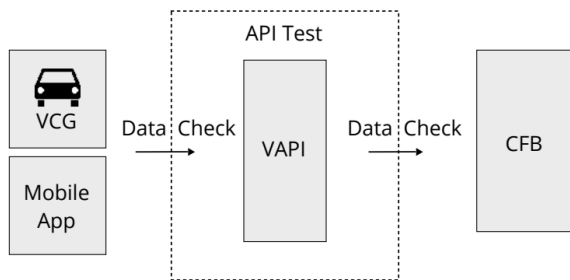 API Test
VCG
Mobile
App
Data Check
VAPI
Data Check
CFB